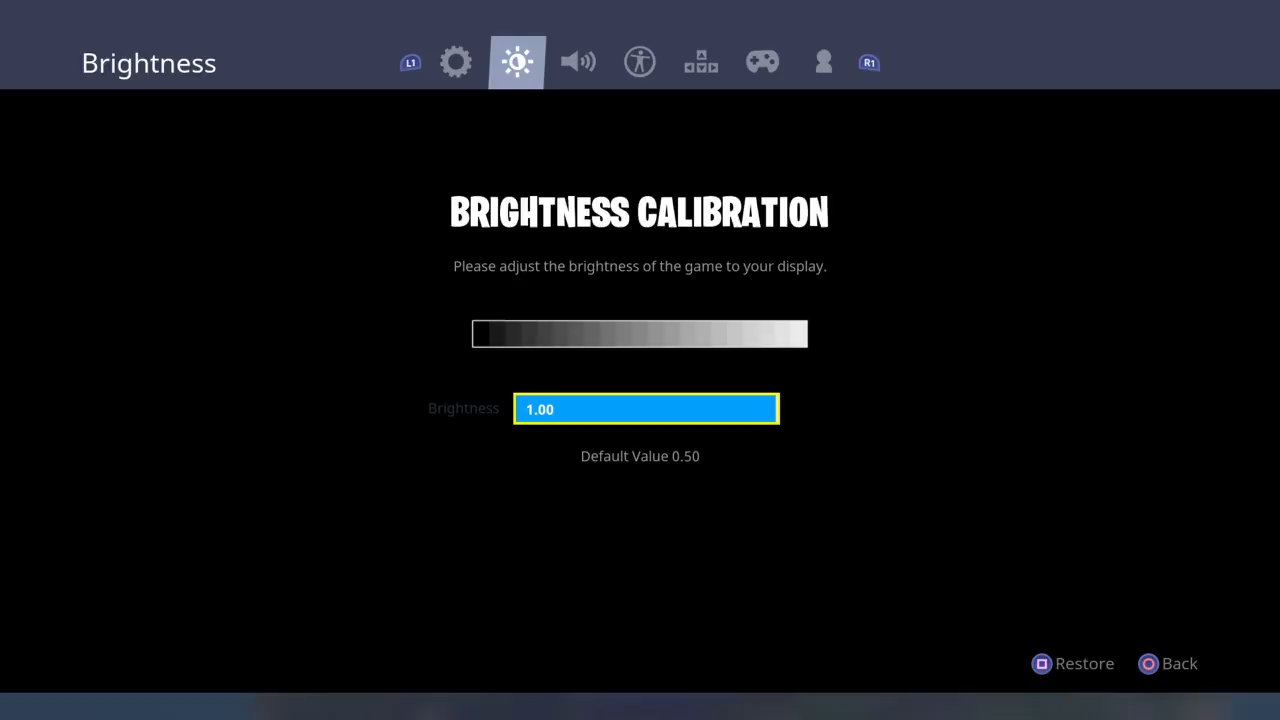 Brightness
L1
R1
BRIGHTNESS CALIBRATION
Please adjust the brightness of the game to your display.
Brightness 1.00
Default Value 0.50
Restore Back